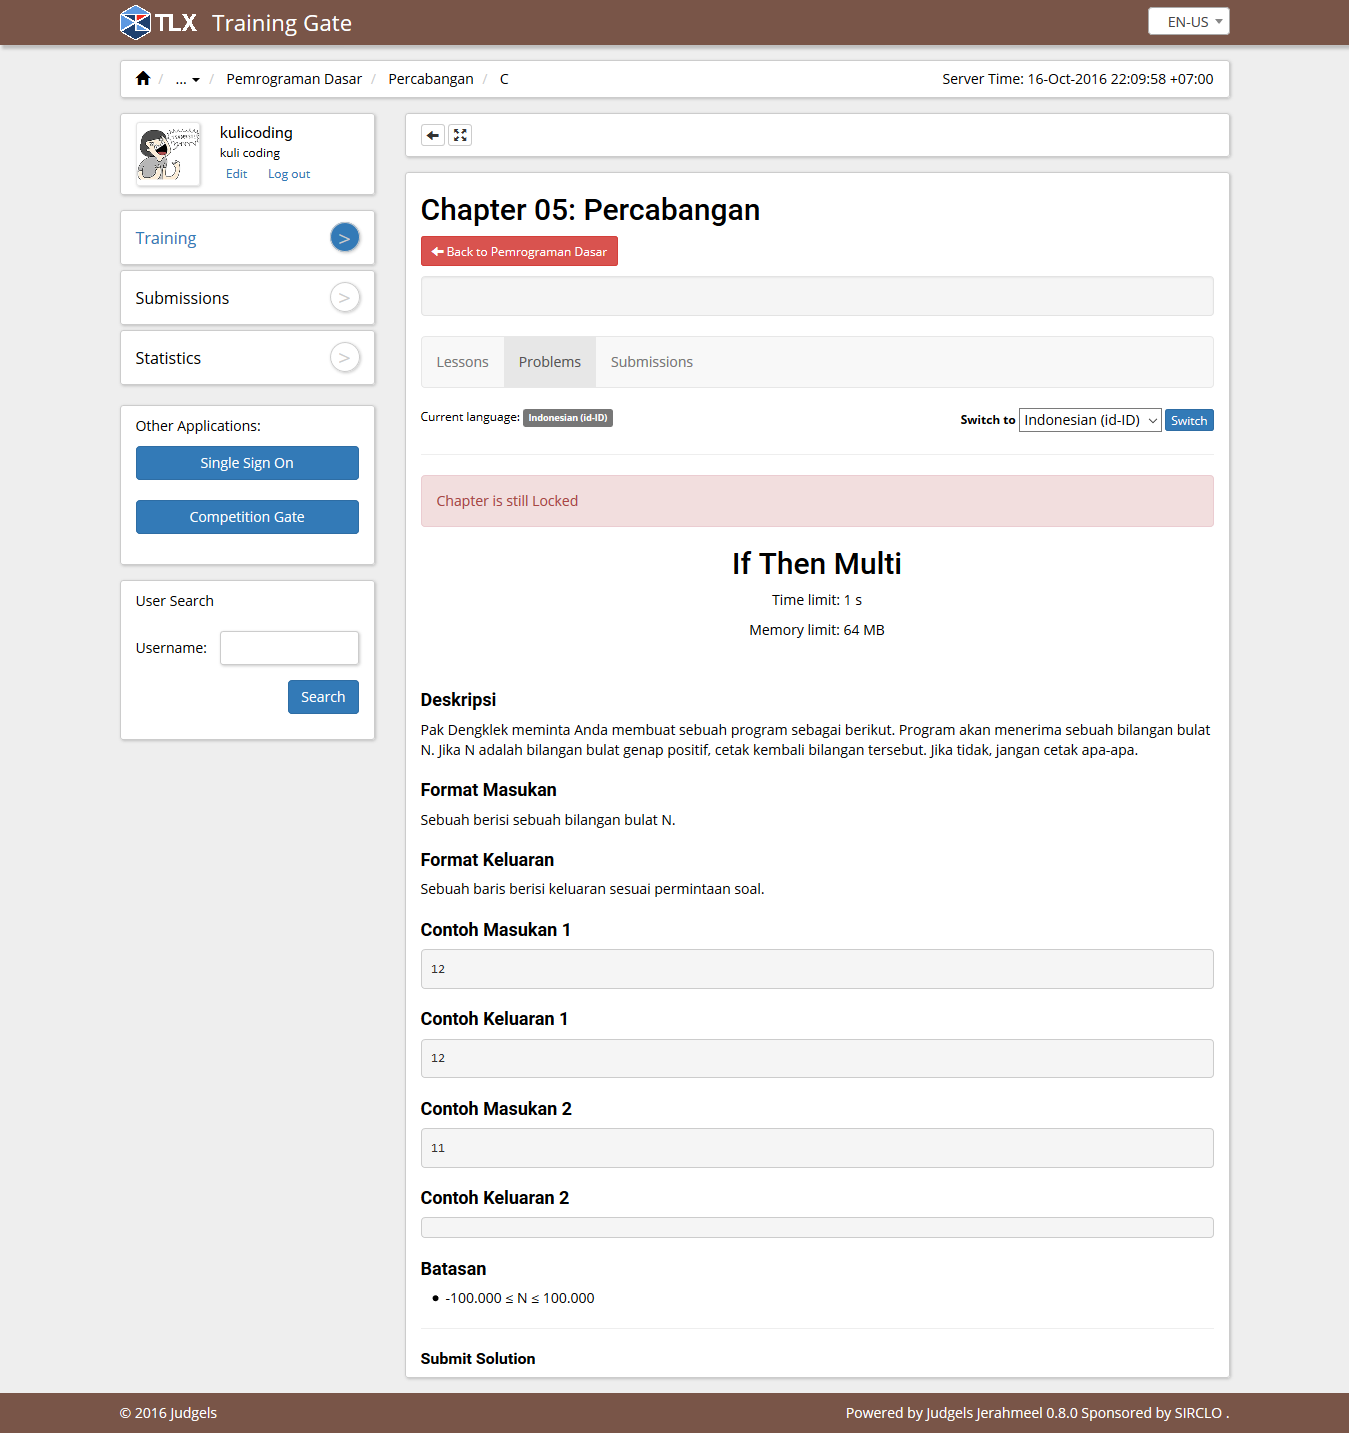 TLX Training Gate
EN-US
... Pemrograman Dasar / Percabangan / C
Server Time: 16-Oct-2016 22:09:58 +07:00
kulicoding
kuli coding
Edit Log out
Training >
Submissions >
Statistics >
Other Applications:
Single Sign On
Competition Gate
User Search
Username:
Search
Chapter 05: Percabangan
Back to Pemrograman Dasar
Lessons Problems Submissions
Current language: Indonesian (id-ID)
Switch to Indonesian (id-ID) Switch
Chapter is still Locked
If Then Multi
Time limit: 1 s
Memory limit: 64 MB
Deskripsi
Pak Dengklek meminta Anda membuat sebuah program sebagai berikut. Program akan menerima sebuah bilangan bulat
N. Jika N adalah bilangan bulat genap positif, cetak kembali bilangan tersebut. Jika tidak, jangan cetak apa-apa.
Format Masukan
Sebuah berisi sebuah bilangan bulat N.
Format Keluaran
Sebuah baris berisi keluaran sesuai permintaan soal.
Contoh Masukan 1
12
Contoh Keluaran 1
12
Contoh Masukan 2
11
Contoh Keluaran 2
Batasan
• -100.000 ≤ N ≤ 100.000
Submit Solution
© 2016 Judgels
Powered by Judgels Jerahmeel 0.8.0 Sponsored by SIRCLO .